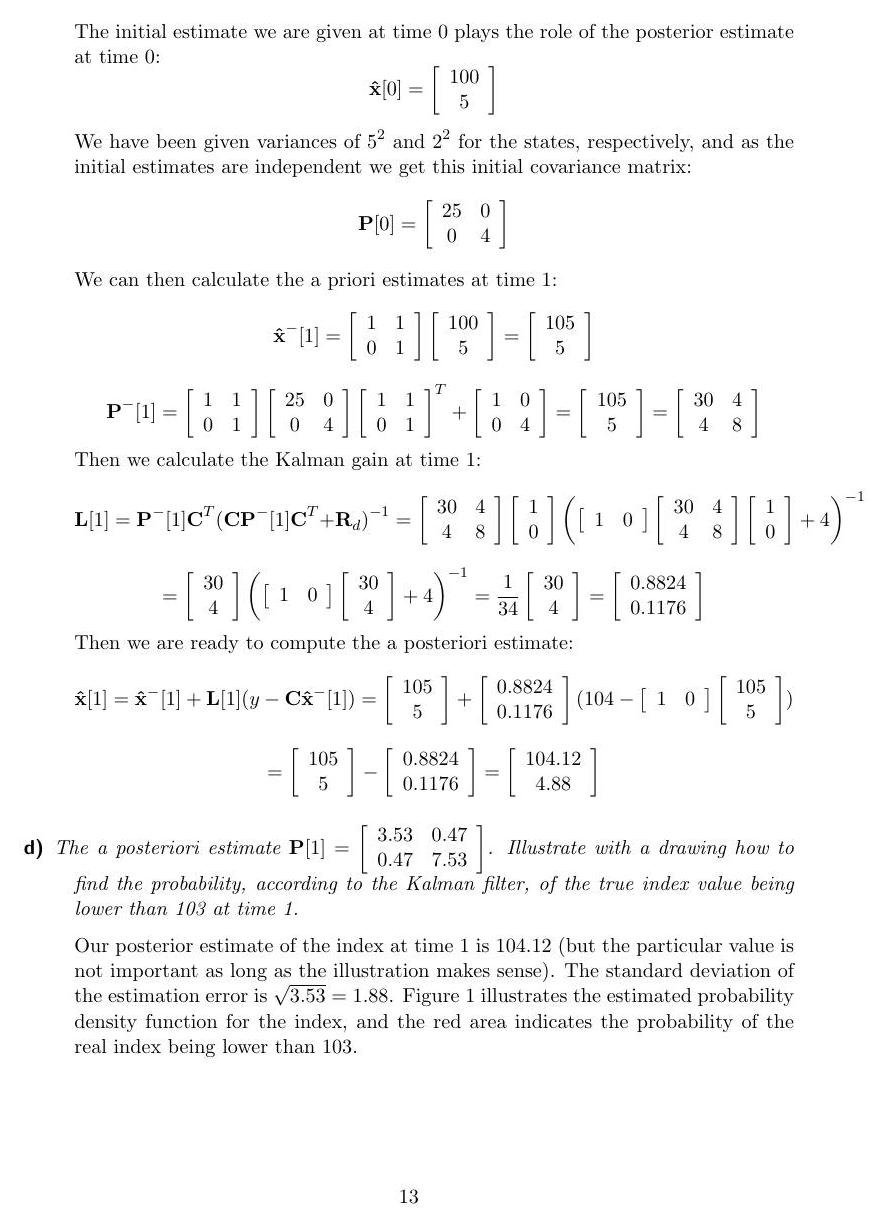 The initial estimate we are given at time 0 plays the role of the posterior estimate
at time 0:
x̂[0] = [ 100 ; 5 ]
We have been given variances of 5² and 2² for the states, respectively, and as the
initial estimates are independent we get this initial covariance matrix:
P[0] = [ 25 0 ; 0 4 ]
We can then calculate the a priori estimates at time 1:
x̂⁻[1] = [ 1 1 ; 0 1 ] [ 100 ; 5 ] = [ 105 ; 5 ]
P⁻[1] = [ 1 1 ; 0 1 ] [ 25 0 ; 0 4 ] [ 1 1 ; 0 1 ]ᵀ + [ 1 0 ; 0 4 ] = [ 105 ; 5 ] = [ 30 4 ; 4 8 ]
Then we calculate the Kalman gain at time 1:
L[1] = P⁻[1]Cᵀ(CP⁻[1]Cᵀ+R_d)⁻¹ = [ 30 4 ; 4 8 ] [ 1 ; 0 ] ( [ 1 0 ] [ 30 4 ; 4 8 ] [ 1 ; 0 ] + 4 )⁻¹
= [ 30 ; 4 ] ( [ 1 0 ] [ 30 ; 4 ] + 4 )⁻¹ = 1/34 [ 30 ; 4 ] = [ 0.8824 ; 0.1176 ]
Then we are ready to compute the a posteriori estimate:
x̂[1] = x̂⁻[1] + L[1](y − Cx̂⁻[1]) = [ 105 ; 5 ] + [ 0.8824 ; 0.1176 ] (104 − [ 1 0 ] [ 105 ; 5 ])
= [ 105 ; 5 ] − [ 0.8824 ; 0.1176 ] = [ 104.12 ; 4.88 ]
d) The a posteriori estimate P[1] = [ 3.53 0.47 ; 0.47 7.53 ]. Illustrate with a drawing how to
find the probability, according to the Kalman filter, of the true index value being
lower than 103 at time 1.
Our posterior estimate of the index at time 1 is 104.12 (but the particular value is
not important as long as the illustration makes sense). The standard deviation of
the estimation error is √3.53 = 1.88. Figure 1 illustrates the estimated probability
density function for the index, and the red area indicates the probability of the
real index being lower than 103.
13